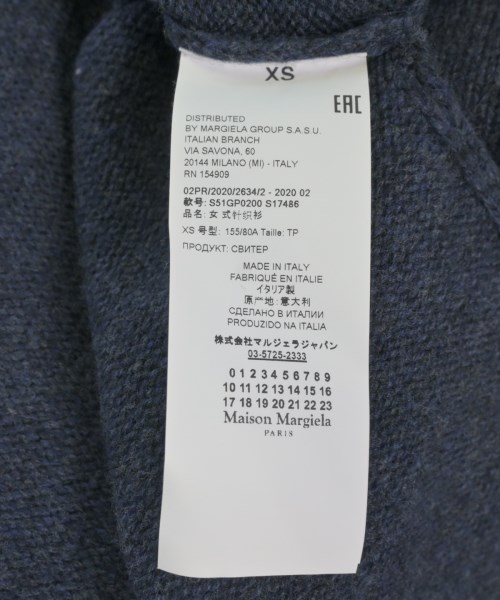 XS
EAC
DISTRIBUTED
BY MARGIELA GROUP S.A.S.U.
ITALIAN BRANCH
VIA SAVONA, 60
20144 MILANO (MI) - ITALY
RN 154909
02PR/2020/2634/2 - 2020 02
款号: S51GP0200 S17486
品名: 女 式针织衫
XS 号型: 155/80A Taille: TP
ПРОДУКТ: СВИТЕР
MADE IN ITALY
FABRIQUÉ EN ITALIE
イタリア製
原产地: 意大利
СДЕЛАНО В ИТАЛИИ
PRODUZIDO NA ITALIA
株式会社マルジェラジャパン
03-5725-2333
0 1 2 3 4 5 6 7 8 9
10 11 12 13 14 15 16
17 18 19 20 21 22 23
Maison Margiela
PARIS